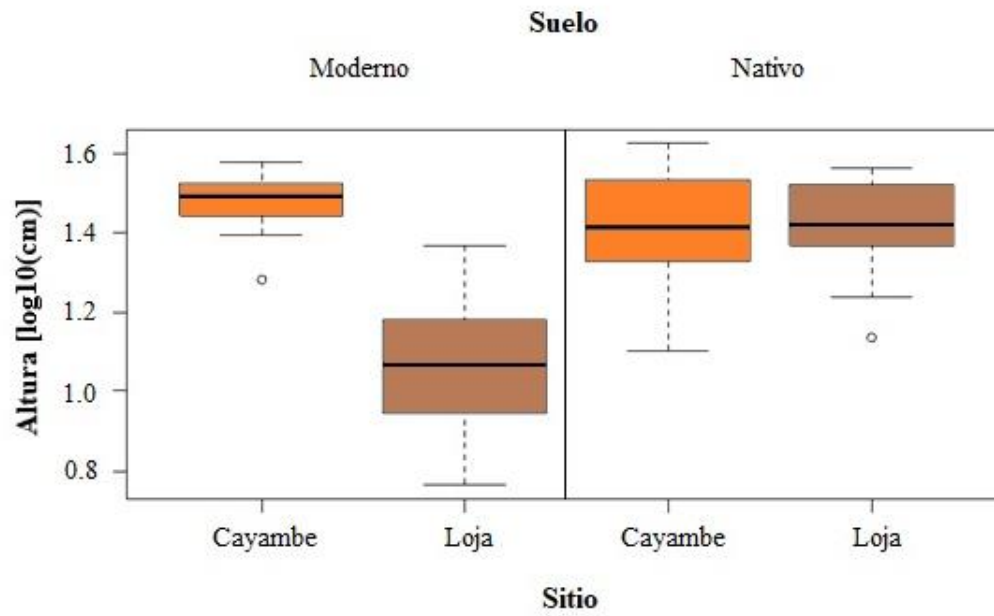 Suelo
Moderno Nativo
Altura [log10(cm)]
1.6
1.4
1.2
1.0
0.8
Cayambe Loja Cayambe Loja
Sitio